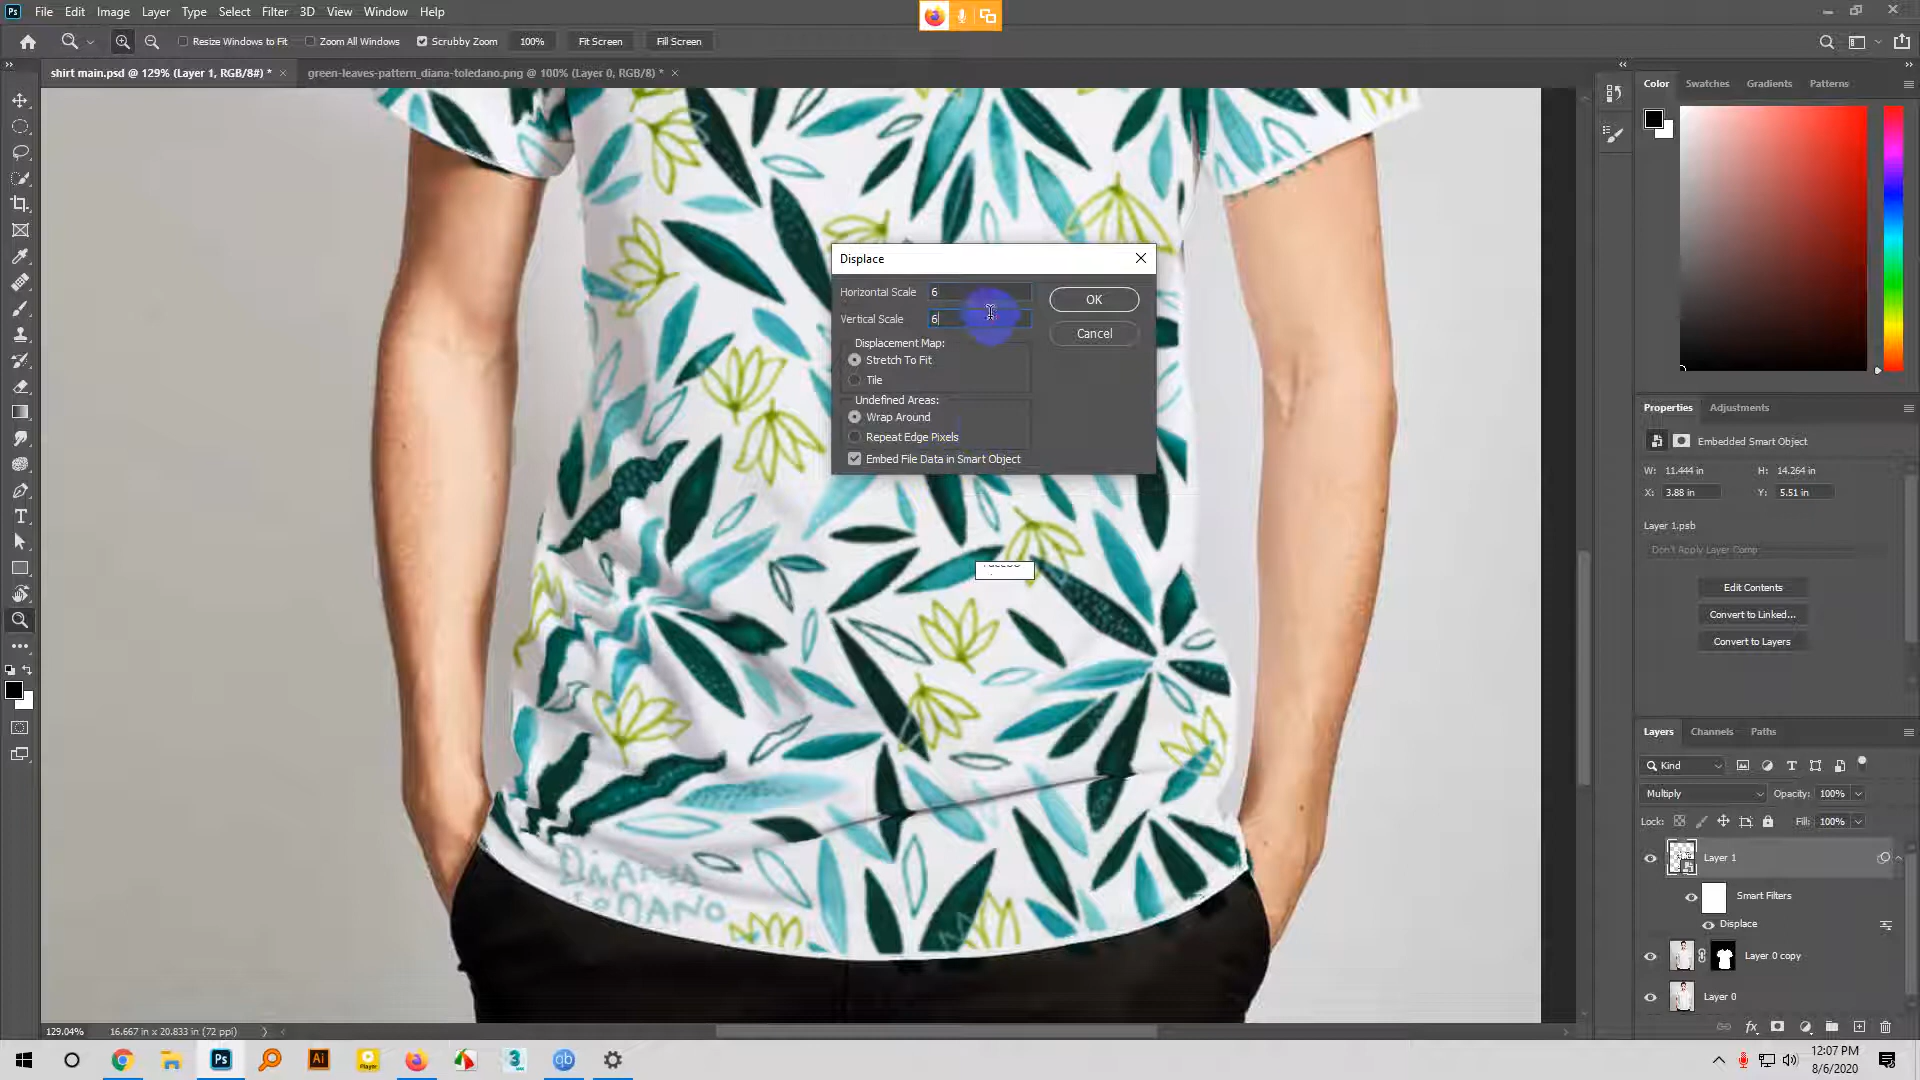 Ps File Edit Image Layer Type Select Filter 3D View Window Help
Resize Windows to Fit Zoom All Windows Scrubby Zoom 100% Fit Screen Fill Screen
shirt main.psd @ 129% (Layer 1, RGB/8#) * × green-leaves-pattern_diana-toledano.png @ 100% (Layer 0, RGB/8) * ×
Color Swatches Gradients Patterns
Displace
Horizontal Scale 6
OK
Vertical Scale 6
Cancel
Displacement Map:
Stretch To Fit
Tile
Undefined Areas:
Wrap Around
Repeat Edge Pixels
Embed File Data in Smart Object
Properties Adjustments
Embedded Smart Object
W: 11.444 in H: 14.264 in
X: 3.88 in Y: 5.51 in
Layer 1.psb
Don't Apply Layer Comp
Edit Contents
Convert to Linked...
Convert to Layers
Layers Channels Paths
Kind
Multiply Opacity: 100%
Lock: Fill: 100%
Layer 1
Smart Filters
Displace
Layer 0 copy
Layer 0
fx
129.04% 16.667 in x 20.833 in (72 ppi)
Ps Ai Player 3 qb
12:07 PM
8/6/2020